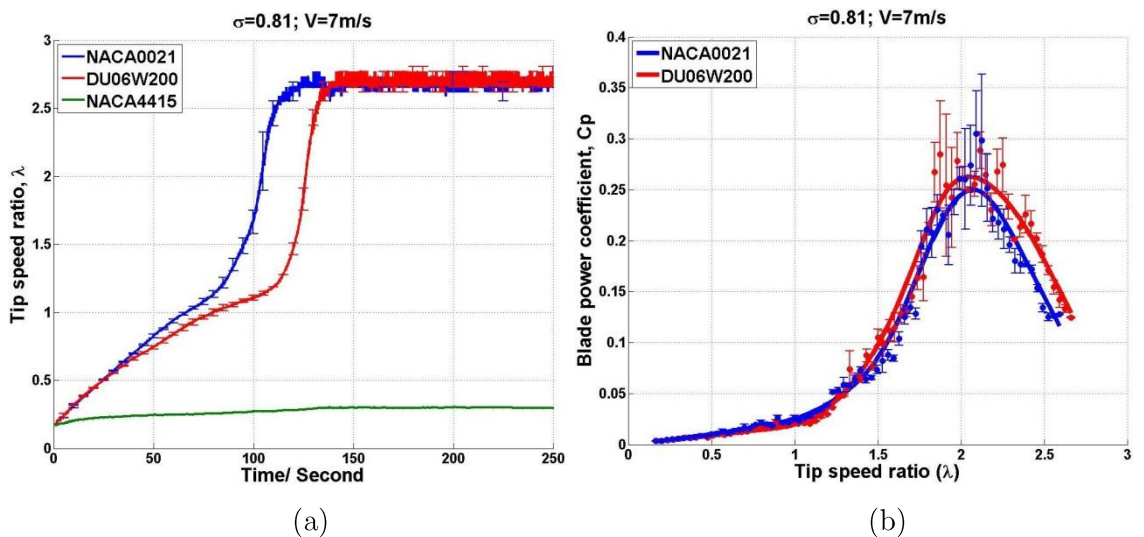 σ=0.81; V=7m/s
3
2.5
2
1.5
1
0.5
0
Tip speed ratio, λ
NACA0021
DU06W200
NACA4415
0 50 100 150 200 250
Time/ Second
(a)
σ=0.81; V=7m/s
0.4
0.35
0.3
0.25
0.2
0.15
0.1
0.05
0
Blade power coefficient, Cp
NACA0021
DU06W200
0 0.5 1 1.5 2 2.5 3
Tip speed ratio (λ)
(b)